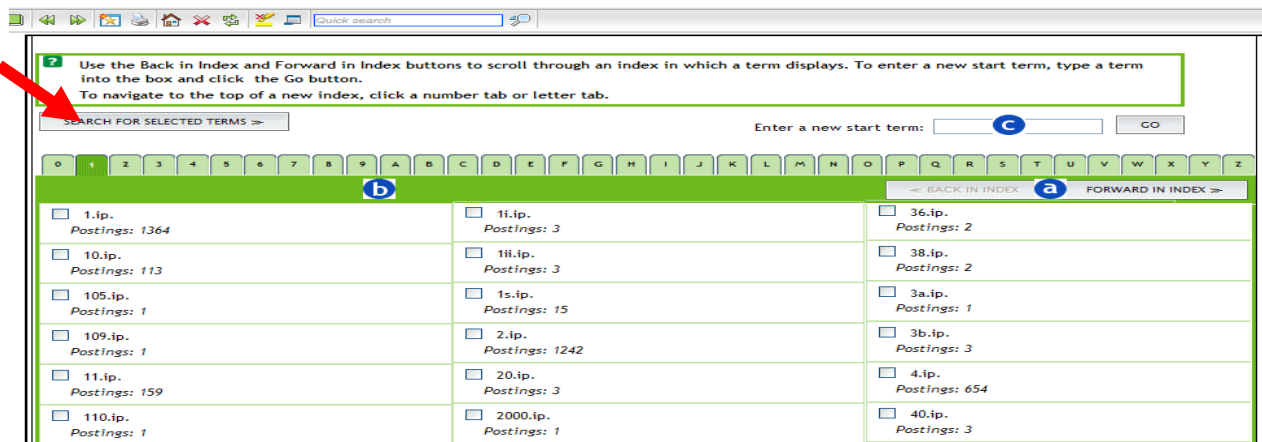 Quick search
? Use the Back in Index and Forward in Index buttons to scroll through an index in which a term displays. To enter a new start term, type a term
into the box and click the Go button.
To navigate to the top of a new index, click a number tab or letter tab.
SEARCH FOR SELECTED TERMS >>
Enter a new start term: c GO
0 1 2 3 4 5 6 7 8 9 A B C D E F G H I J K L M N O P Q R S T U V W X Y Z
b << BACK IN INDEX a FORWARD IN INDEX >>
1.ip. 1i.ip. 36.ip.
Postings: 1364 Postings: 3 Postings: 2
10.ip. 1ii.ip. 38.ip.
Postings: 113 Postings: 3 Postings: 2
105.ip. 1s.ip. 3a.ip.
Postings: 1 Postings: 15 Postings: 1
109.ip. 2.ip. 3b.ip.
Postings: 1 Postings: 1242 Postings: 3
11.ip. 20.ip. 4.ip.
Postings: 159 Postings: 3 Postings: 654
110.ip. 2000.ip. 40.ip.
Postings: 1 Postings: 1 Postings: 3